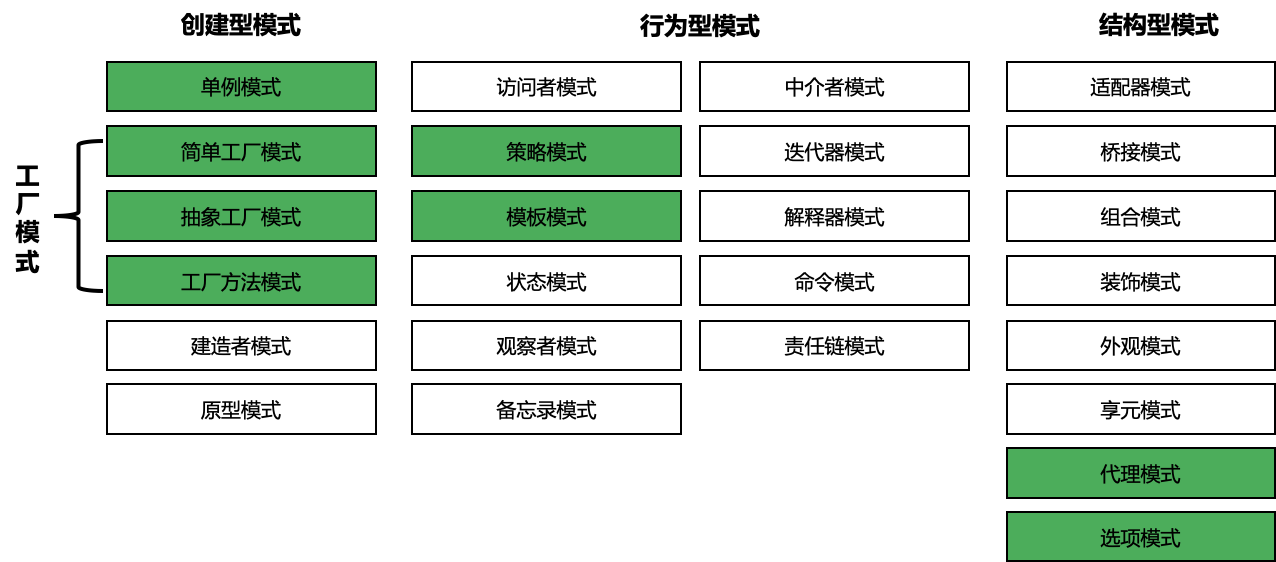 创建型模式
行为型模式
结构型模式
工厂模式
单例模式
简单工厂模式
抽象工厂模式
工厂方法模式
建造者模式
原型模式
访问者模式
策略模式
模板模式
状态模式
观察者模式
备忘录模式
中介者模式
迭代器模式
解释器模式
命令模式
责任链模式
适配器模式
桥接模式
组合模式
装饰模式
外观模式
享元模式
代理模式
选项模式